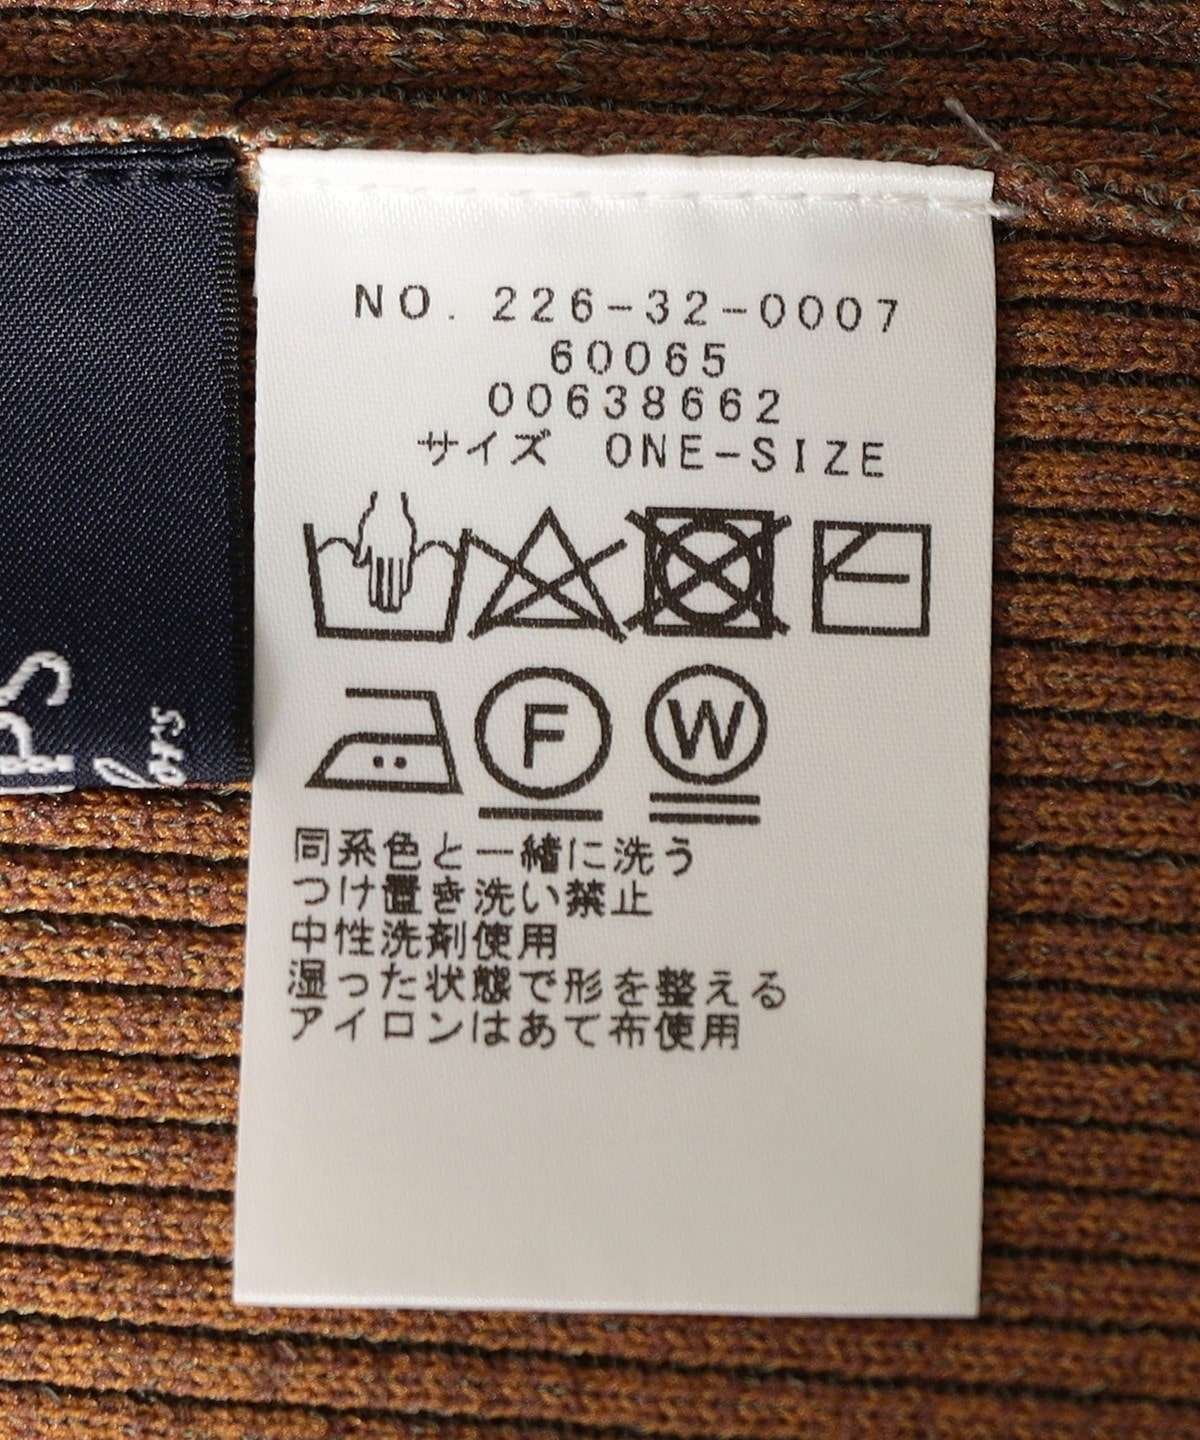 NO. 226-32-0007
60065
00638662
サイズ ONE-SIZE
F
W
同系色と一緒に洗う
つけ置き洗い禁止
中性洗剤使用
湿った状態で形を整える
アイロンはあて布使用